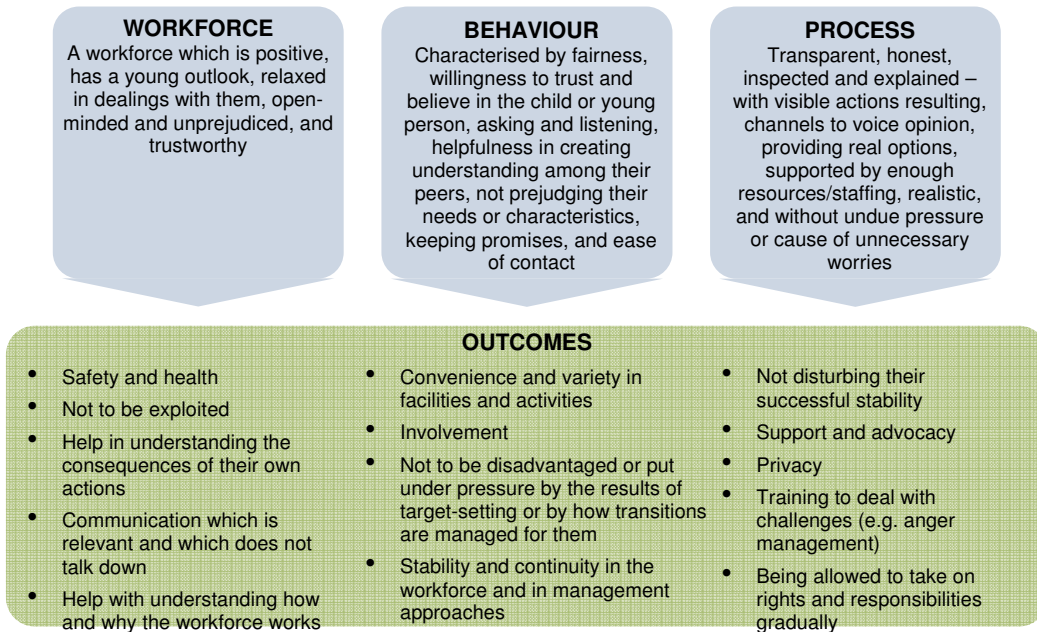 WORKFORCE
A workforce which is positive,
has a young outlook, relaxed
in dealings with them, open-
minded and unprejudiced, and
trustworthy
BEHAVIOUR
Characterised by fairness,
willingness to trust and
believe in the child or young
person, asking and listening,
helpfulness in creating
understanding among their
peers, not prejudging their
needs or characteristics,
keeping promises, and ease
of contact
PROCESS
Transparent, honest,
inspected and explained –
with visible actions resulting,
channels to voice opinion,
providing real options,
supported by enough
resources/staffing, realistic,
and without undue pressure
or cause of unnecessary
worries
OUTCOMES
• Safety and health
• Not to be exploited
• Help in understanding the
consequences of their own
actions
• Communication which is
relevant and which does not
talk down
• Help with understanding how
and why the workforce works
• Convenience and variety in
facilities and activities
• Involvement
• Not to be disadvantaged or put
under pressure by the results of
target-setting or by how transitions
are managed for them
• Stability and continuity in the
workforce and in management
approaches
• Not disturbing their
successful stability
• Support and advocacy
• Privacy
• Training to deal with
challenges (e.g. anger
management)
• Being allowed to take on
rights and responsibilities
gradually